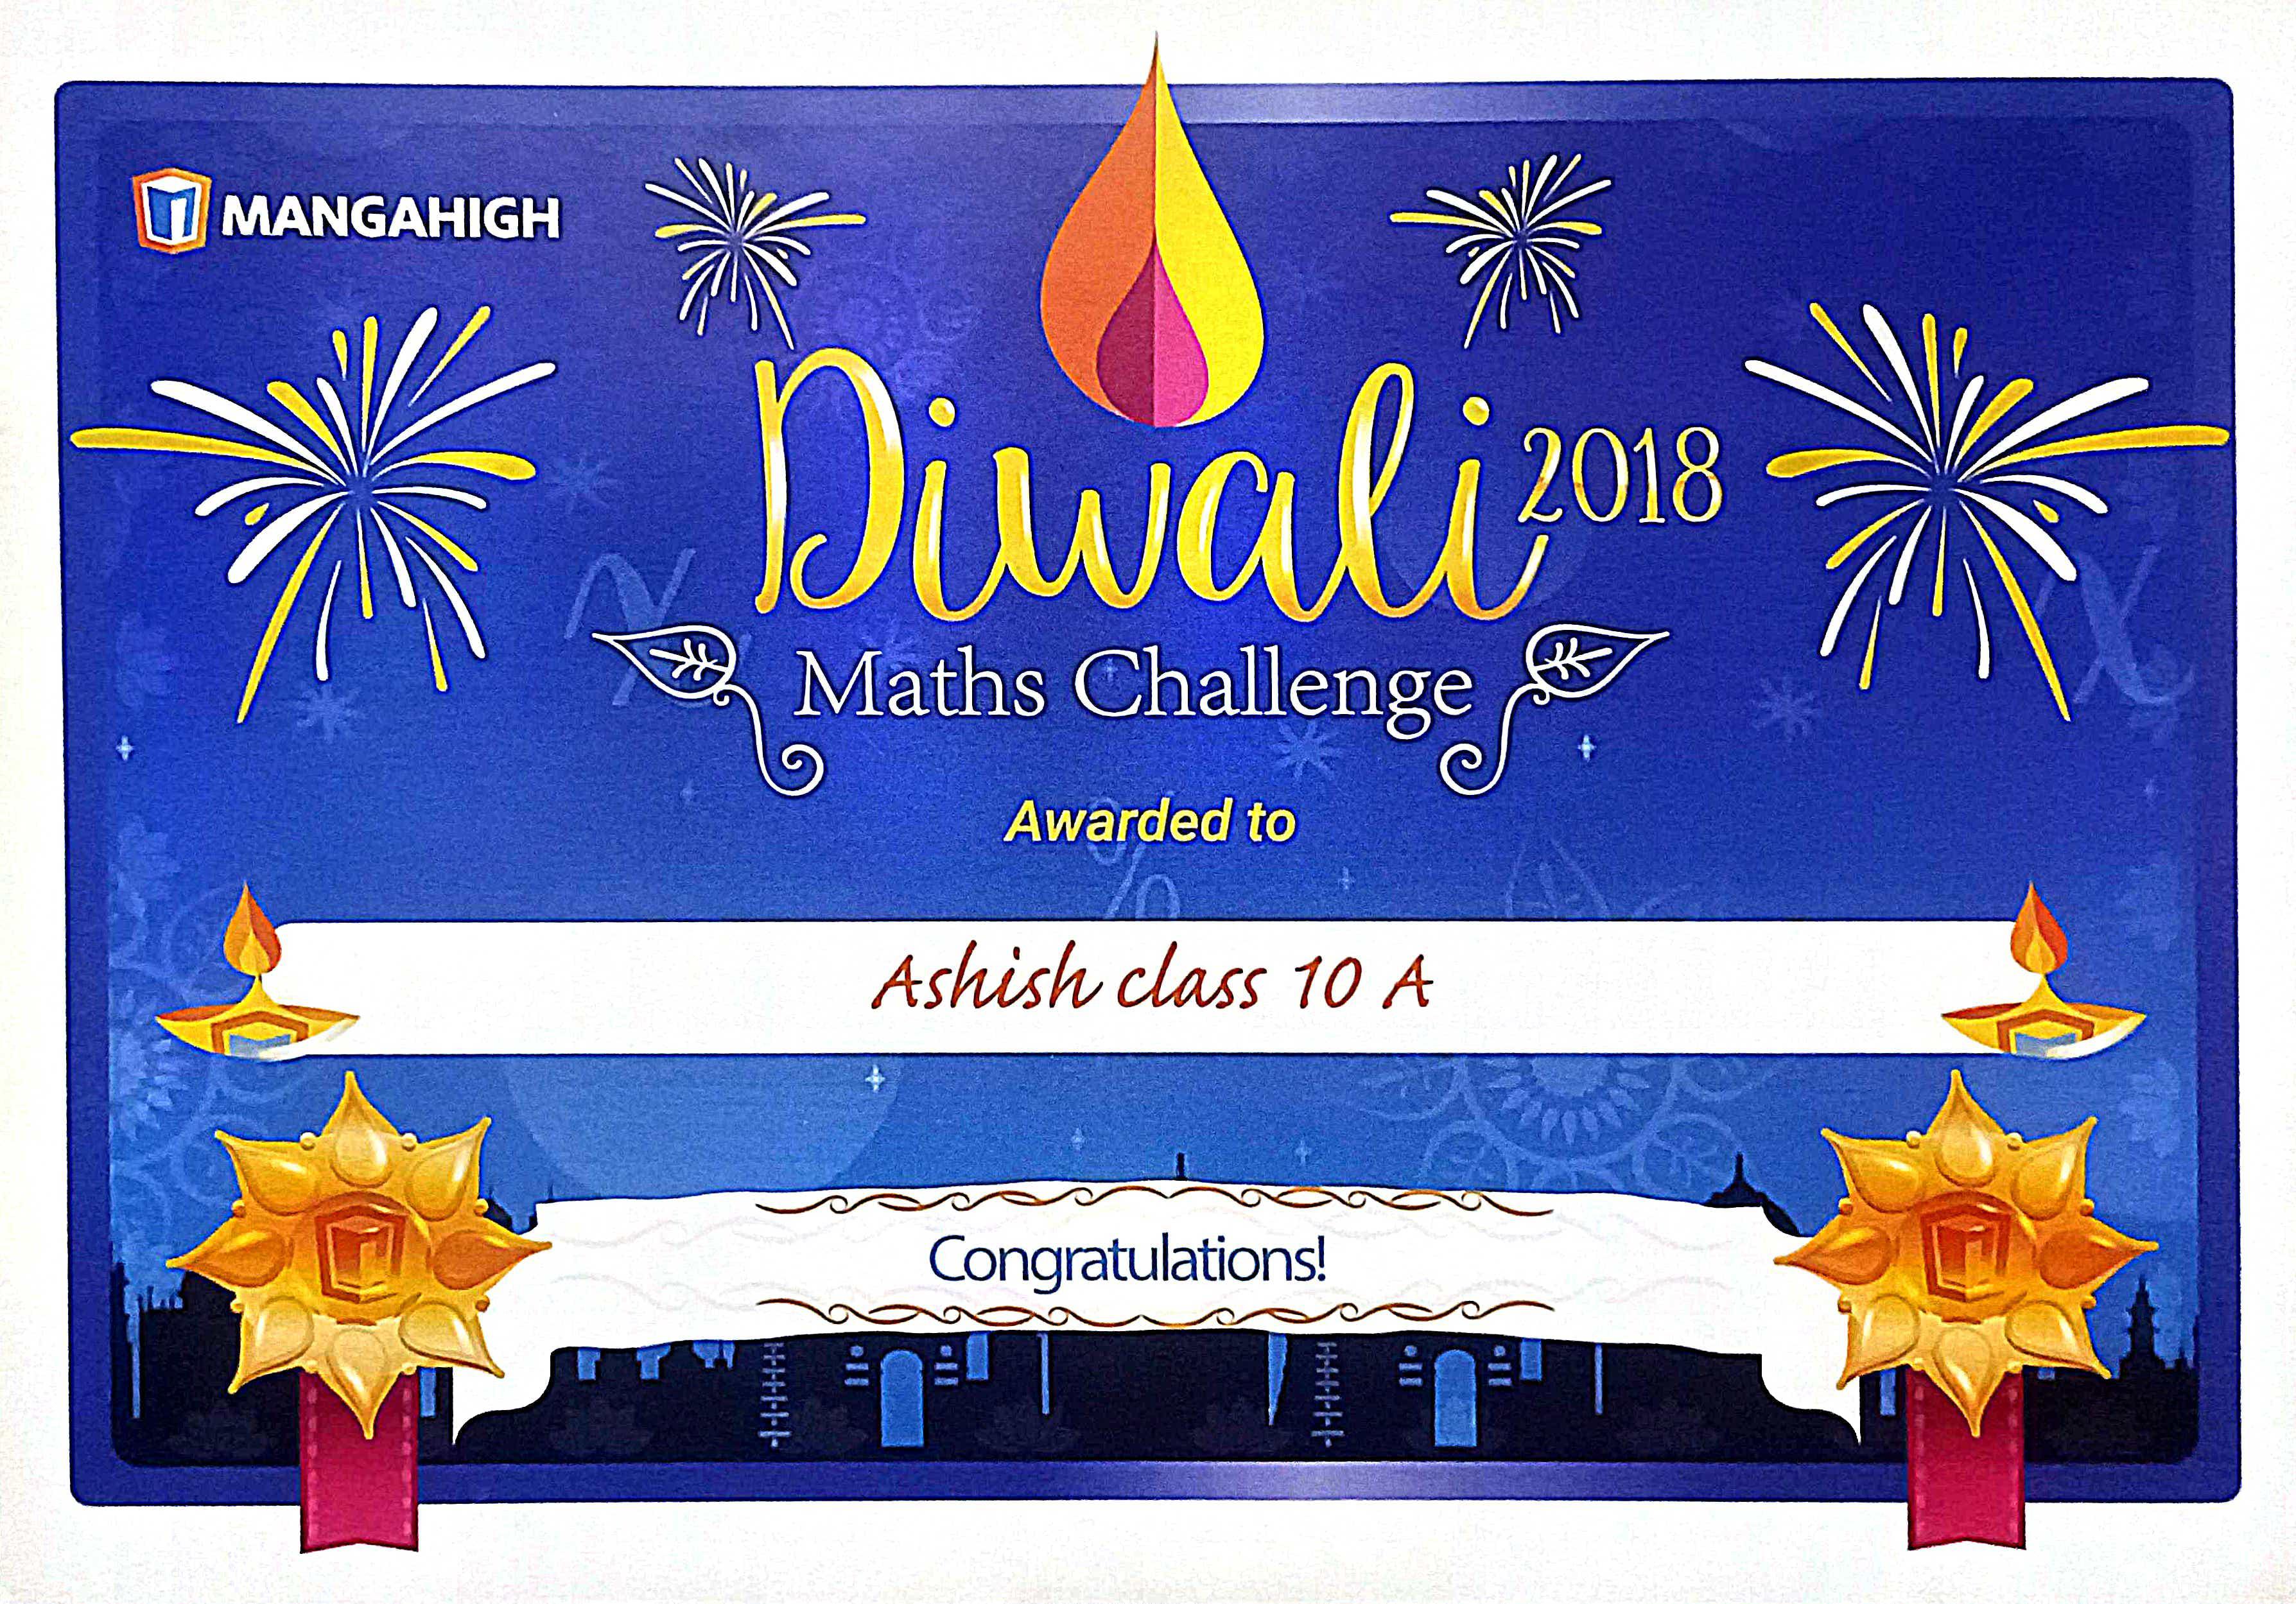 MANGAHIGH
Diwali 2018
Maths Challenge
Awarded to
Ashish class 10 A
Congratulations!